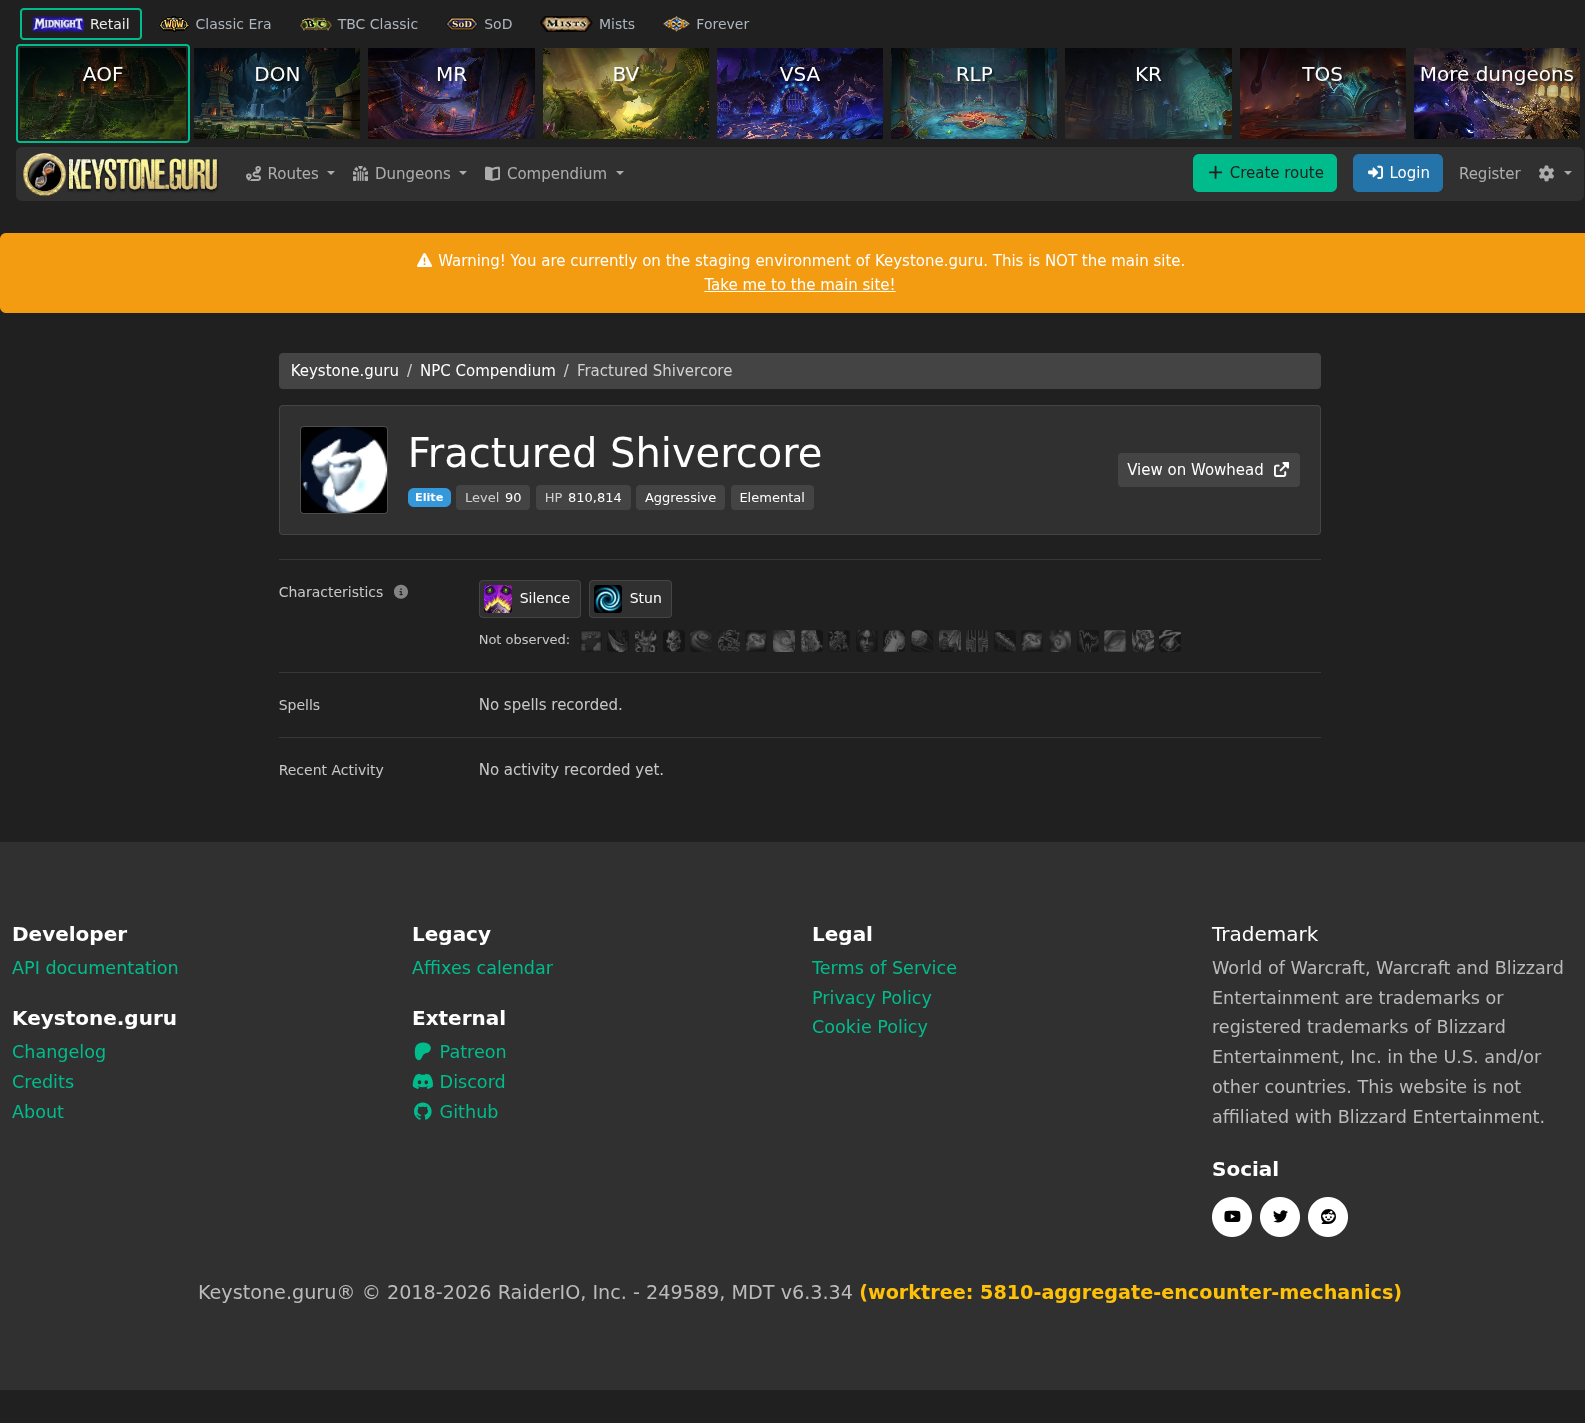 MIDNIGHT Retail
WOW Classic Era
BC TBC Classic
SoD SoD
MISTS Mists
Forever
AOF
DON
MR
BV
VSA
RLP
KR
TOS
More dungeons
KEYSTONE.GURU
Routes
Dungeons
Compendium
Create route
Login
Register
Warning! You are currently on the staging environment of Keystone.guru. This is NOT the main site.
Take me to the main site!
Keystone.guru / NPC Compendium / Fractured Shivercore
Fractured Shivercore
Elite Level 90 HP 810,814 Aggressive Elemental
View on Wowhead
Characteristics
Silence
Stun
Not observed:
Spells
No spells recorded.
Recent Activity
No activity recorded yet.
Developer
API documentation
Keystone.guru
Changelog
Credits
About
Legacy
Affixes calendar
External
Patreon
Discord
Github
Legal
Terms of Service
Privacy Policy
Cookie Policy
Trademark
World of Warcraft, Warcraft and Blizzard
Entertainment are trademarks or
registered trademarks of Blizzard
Entertainment, Inc. in the U.S. and/or
other countries. This website is not
affiliated with Blizzard Entertainment.
Social
Keystone.guru® © 2018-2026 RaiderIO, Inc. - 249589, MDT v6.3.34 (worktree: 5810-aggregate-encounter-mechanics)